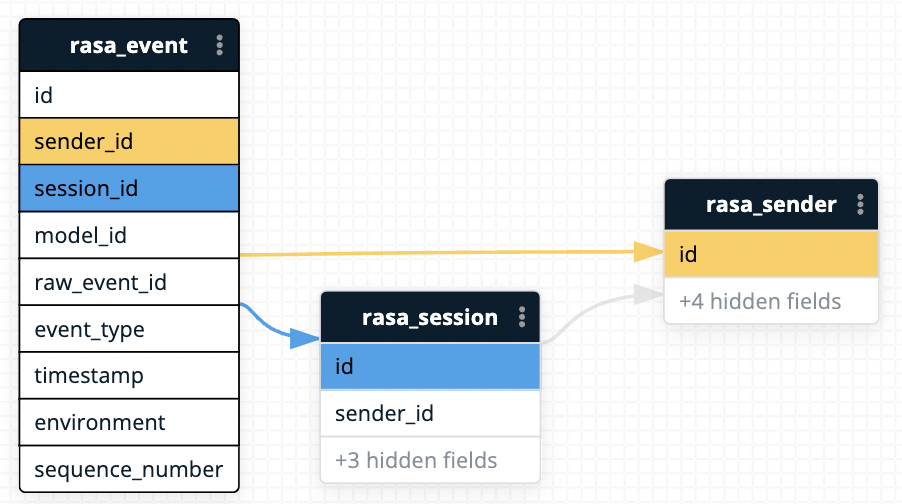 rasa_event
id
sender_id
session_id
model_id
raw_event_id
event_type
timestamp
environment
sequence_number
rasa_session
id
sender_id
+3 hidden fields
rasa_sender
id
+4 hidden fields